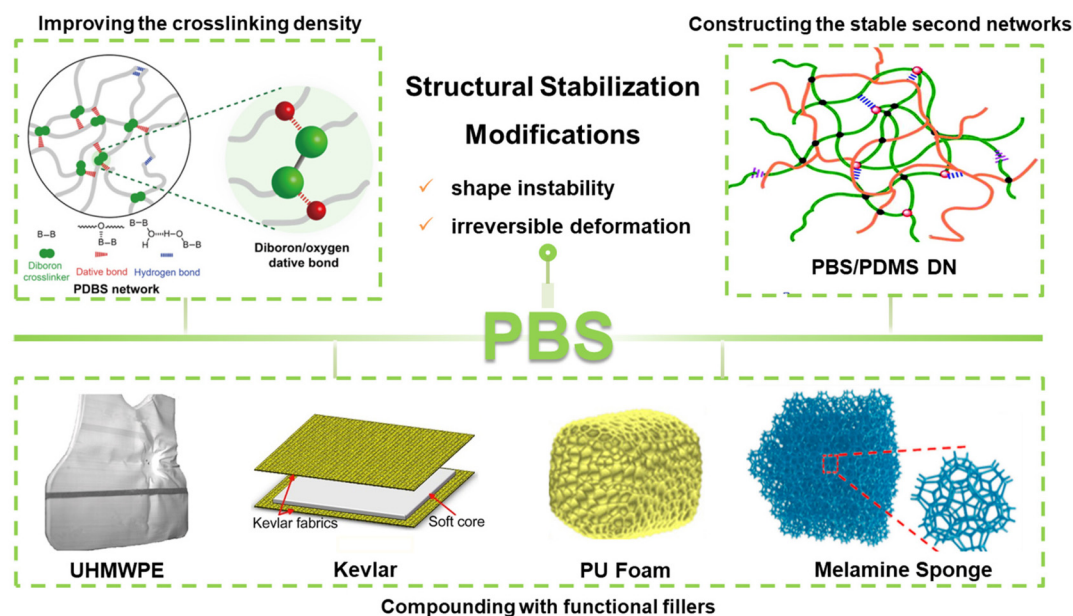 Improving the crosslinking density
B–B
O
B–B
B–B
O
H
H–O
B–B
Diboron
crosslinker
Dative bond
Hydrogen bond
PDBS network
Diboron/oxygen
dative bond
Structural Stabilization
Modifications
✓ shape instability
✓ irreversible deformation
Constructing the stable second networks
PBS/PDMS DN
PBS
UHMWPE
Kevlar fabrics
Soft core
Kevlar
PU Foam
Melamine Sponge
Compounding with functional fillers